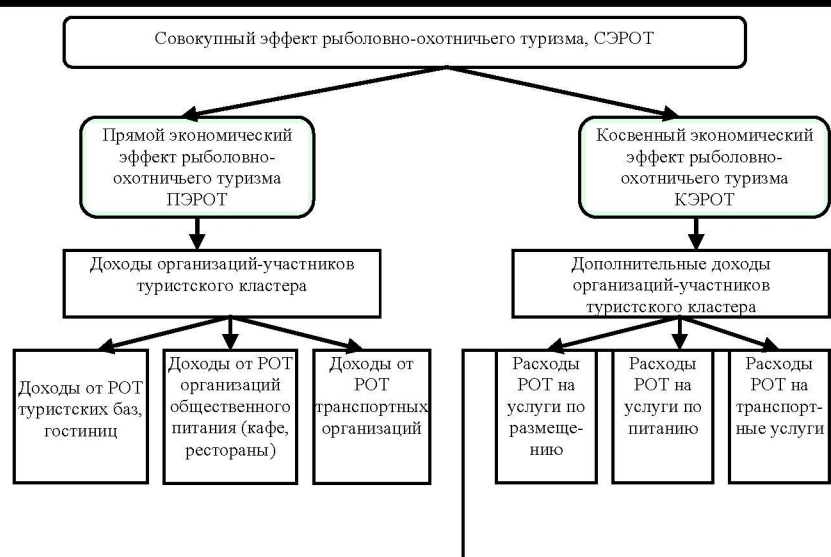 Совокупный эффект рыболовно-охотничьего туризма, СЭРОТ
Прямой экономический
эффект рыболовно-
охотничьего туризма
ПЭРОТ
Косвенный экономический
эффект рыболовно-
охотничьего туризма
КЭРОТ
Доходы организаций-участников
туристского кластера
Дополнительные доходы
организаций-участников
туристского кластера
Доходы от РОТ
туристских баз,
гостиниц
Доходы от РОТ
организаций
общественного
питания (кафе,
рестораны)
Доходы от
РОТ
транспортных
организаций
Расходы
РОТ на
услуги по
размеще-
нию
Расходы
РОТ на
услуги по
питанию
Расходы
РОТ на
транспорт-
ные услуги